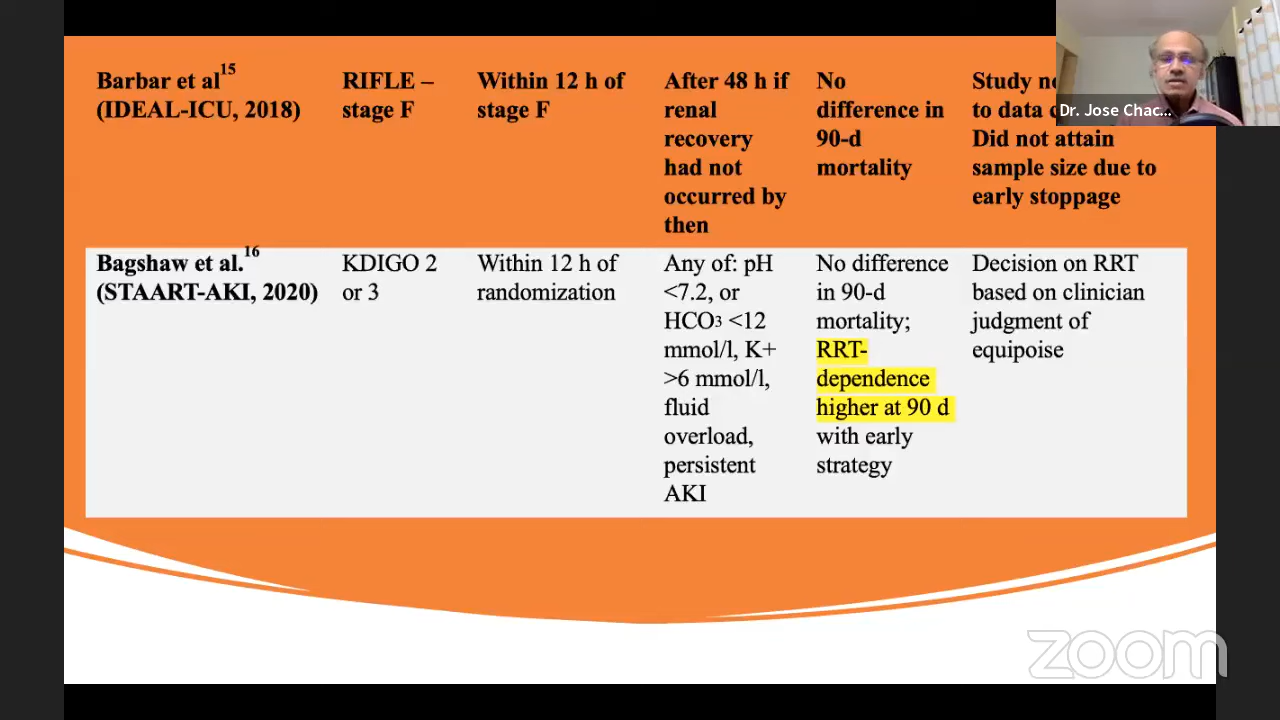 Barbar et al15
(IDEAL-ICU, 2018)
RIFLE –
stage F
Within 12 h of
stage F
After 48 h if
renal
recovery
had not
occurred by
then
No
difference in
90-d
mortality
Study
to data
Did not attain
sample size due to
early stoppage
Dr. Jose Chac...
Bagshaw et al.16
(STAART-AKI, 2020)
KDIGO 2
or 3
Within 12 h of
randomization
Any of: pH
<7.2, or
HCO3 <12
mmol/l, K+
>6 mmol/l,
fluid
overload,
persistent
AKI
No difference
in 90-d
mortality;
RRT-
dependence
higher at 90 d
with early
strategy
Decision on RRT
based on clinician
judgment of
equipoise
zoom